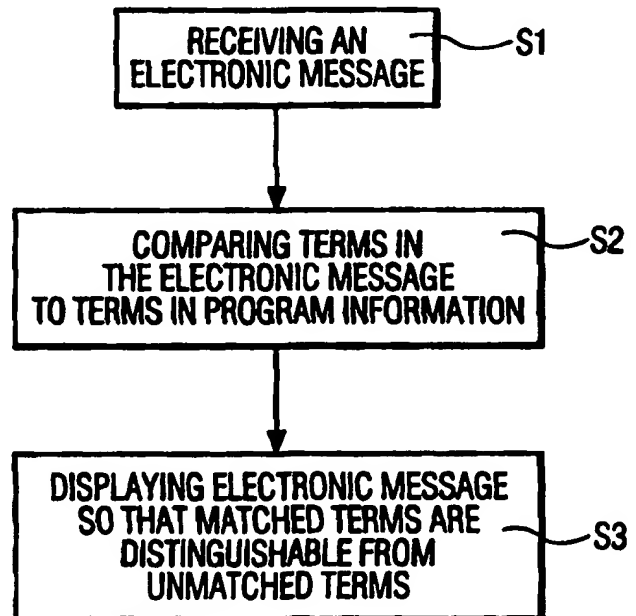 RECEIVING AN
ELECTRONIC MESSAGE
S1
COMPARING TERMS IN
THE ELECTRONIC MESSAGE
TO TERMS IN PROGRAM INFORMATION
S2
DISPLAYING ELECTRONIC MESSAGE
SO THAT MATCHED TERMS ARE
DISTINGUISHABLE FROM
UNMATCHED TERMS
S3